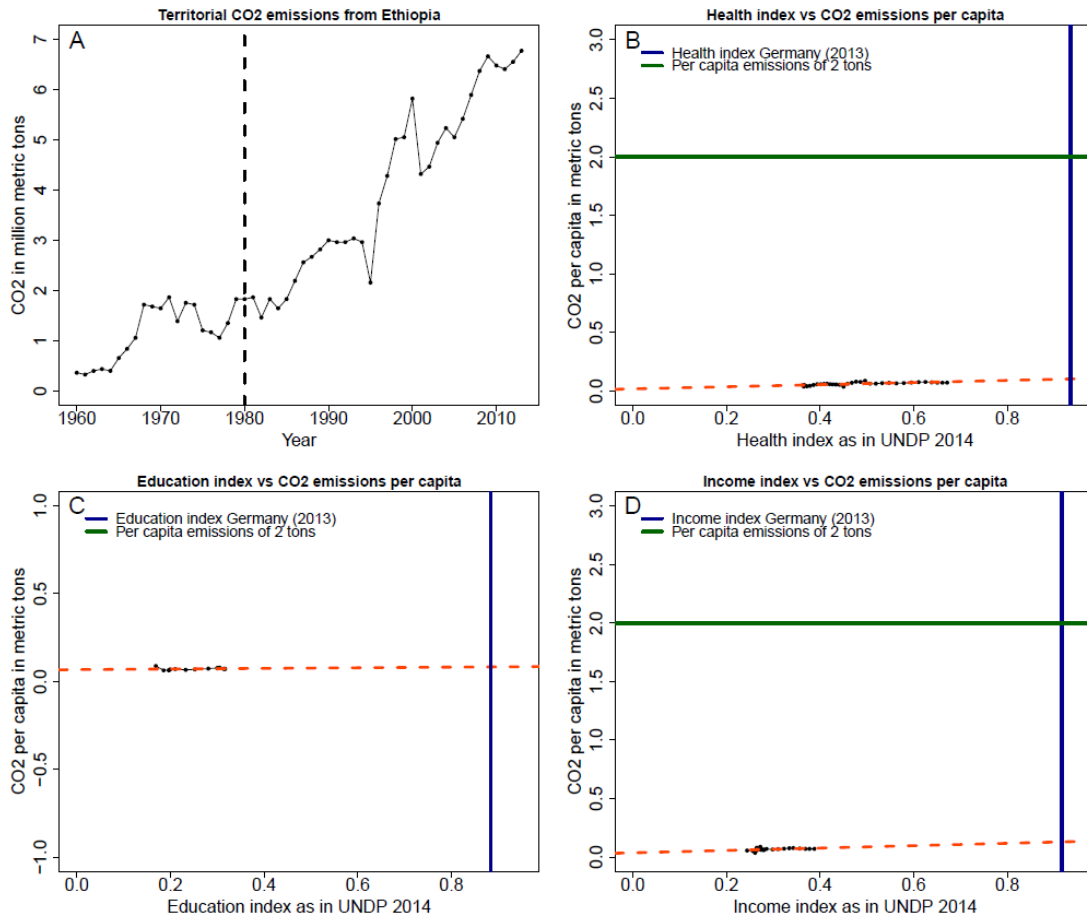 Territorial CO2 emissions from Ethiopia
A
CO2 in million metric tons
7
6
5
4
3
2
1
0
1960 1970 1980 1990 2000 2010
Year
Health index vs CO2 emissions per capita
B
Health index Germany (2013)
Per capita emissions of 2 tons
CO2 per capita in metric tons
3.0
2.5
2.0
1.5
1.0
0.5
0.0
0.0 0.2 0.4 0.6 0.8
Health index as in UNDP 2014
Education index vs CO2 emissions per capita
C
Education index Germany (2013)
Per capita emissions of 2 tons
CO2 per capita in metric tons
1.0
0.5
0.0
−0.5
−1.0
0.0 0.2 0.4 0.6 0.8
Education index as in UNDP 2014
Income index vs CO2 emissions per capita
D
Income index Germany (2013)
Per capita emissions of 2 tons
CO2 per capita in metric tons
3.0
2.5
2.0
1.5
1.0
0.5
0.0
0.0 0.2 0.4 0.6 0.8
Income index as in UNDP 2014